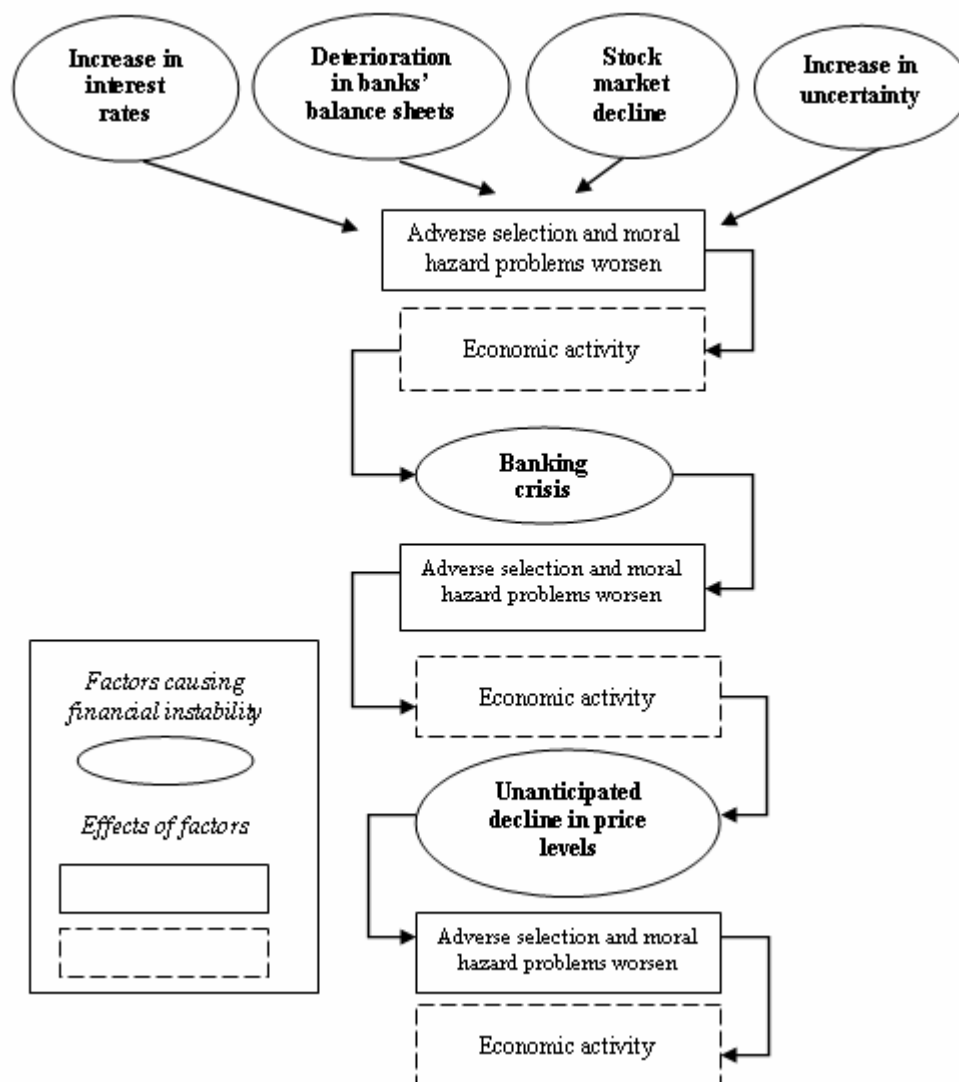 Increase in
interest
rates
Deterioration
in banks’
balance sheets
Stock
market
decline
Increase in
uncertainty
Adverse selection and moral
hazard problems worsen
Economic activity
Banking
crisis
Adverse selection and moral
hazard problems worsen
Economic activity
Unanticipated
decline in price
levels
Adverse selection and moral
hazard problems worsen
Economic activity
Factors causing
financial instability
Effects of factors